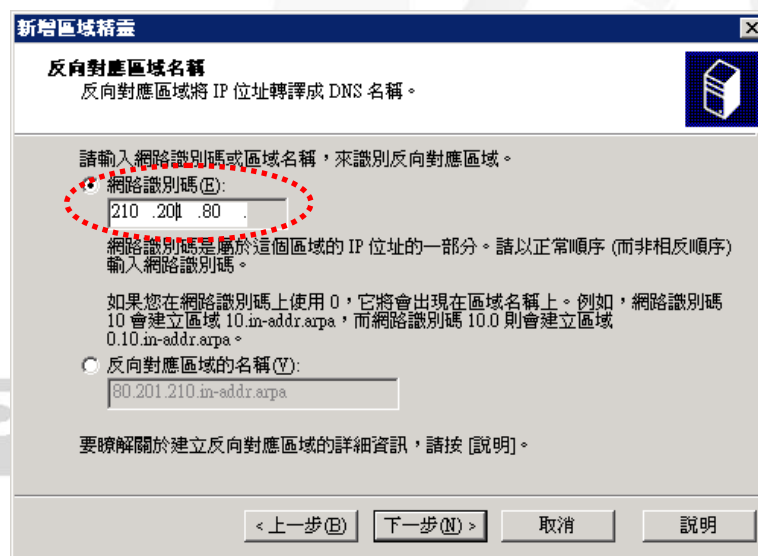 新增區域精靈
反向對應區域名稱
反向對應區域將 IP 位址轉譯成 DNS 名稱。
請輸入網路識別碼或區域名稱,來識別反向對應區域。
網路識別碼(E):
210 .201 .80 .
網路識別碼是屬於這個區域的 IP 位址的一部分。請以正常順序 (而非相反順序)
輸入網路識別碼。
如果您在網路識別碼上使用 0,它將會出現在區域名稱上。例如,網路識別碼
10 會建立區域 10.in-addr.arpa,而網路識別碼 10.0 則會建立區域
0.10.in-addr.arpa。
反向對應區域的名稱(V):
80.201.210.in-addr.arpa
要瞭解關於建立反向對應區域的詳細資訊,請按 [說明]。
<上一步(B) 下一步(N)> 取消 說明